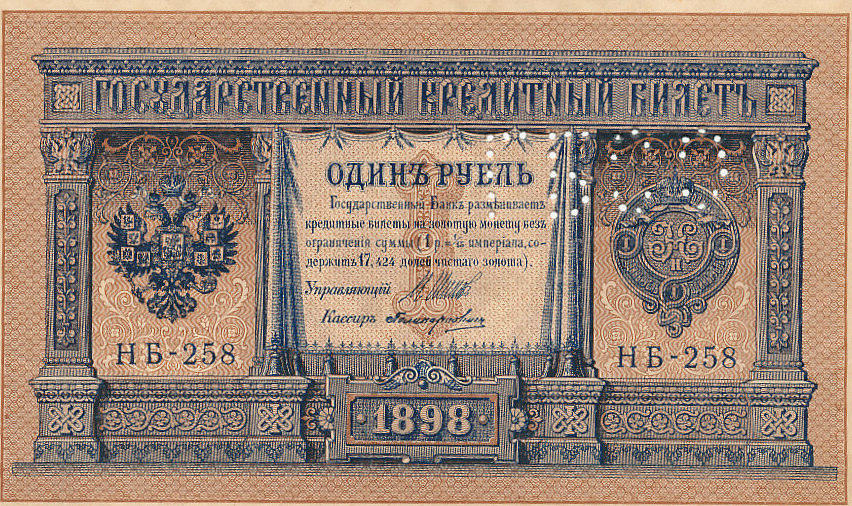 ГОСУДАРСТВЕННЫЙ КРЕДИТНЫЙ БИЛЕТЪ
ОДИНЪ РУБЛЬ
Государственный Банкъ размѣниваетъ
кредитные билеты на золотую монету безъ
ограниченія суммы (1 р. = 1/15 имперіала, со-
держитъ 17,424 долей чистаго золота).
Управляющій
Кассиръ
НБ-258
НБ-258
1898